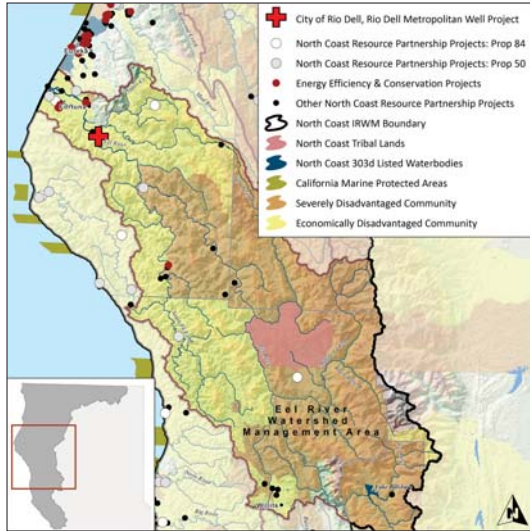 City of Rio Dell, Rio Dell Metropolitan Well Project
North Coast Resource Partnership Projects: Prop 84
North Coast Resource Partnership Projects: Prop 50
Energy Efficiency & Conservation Projects
Other North Coast Resource Partnership Projects
North Coast IRWM Boundary
North Coast Tribal Lands
North Coast 303d Listed Waterbodies
California Marine Protected Areas
Severely Disadvantaged Community
Economically Disadvantaged Community
Eureka
Fortuna
Eel River
Watershed
Management Area
Willits
N